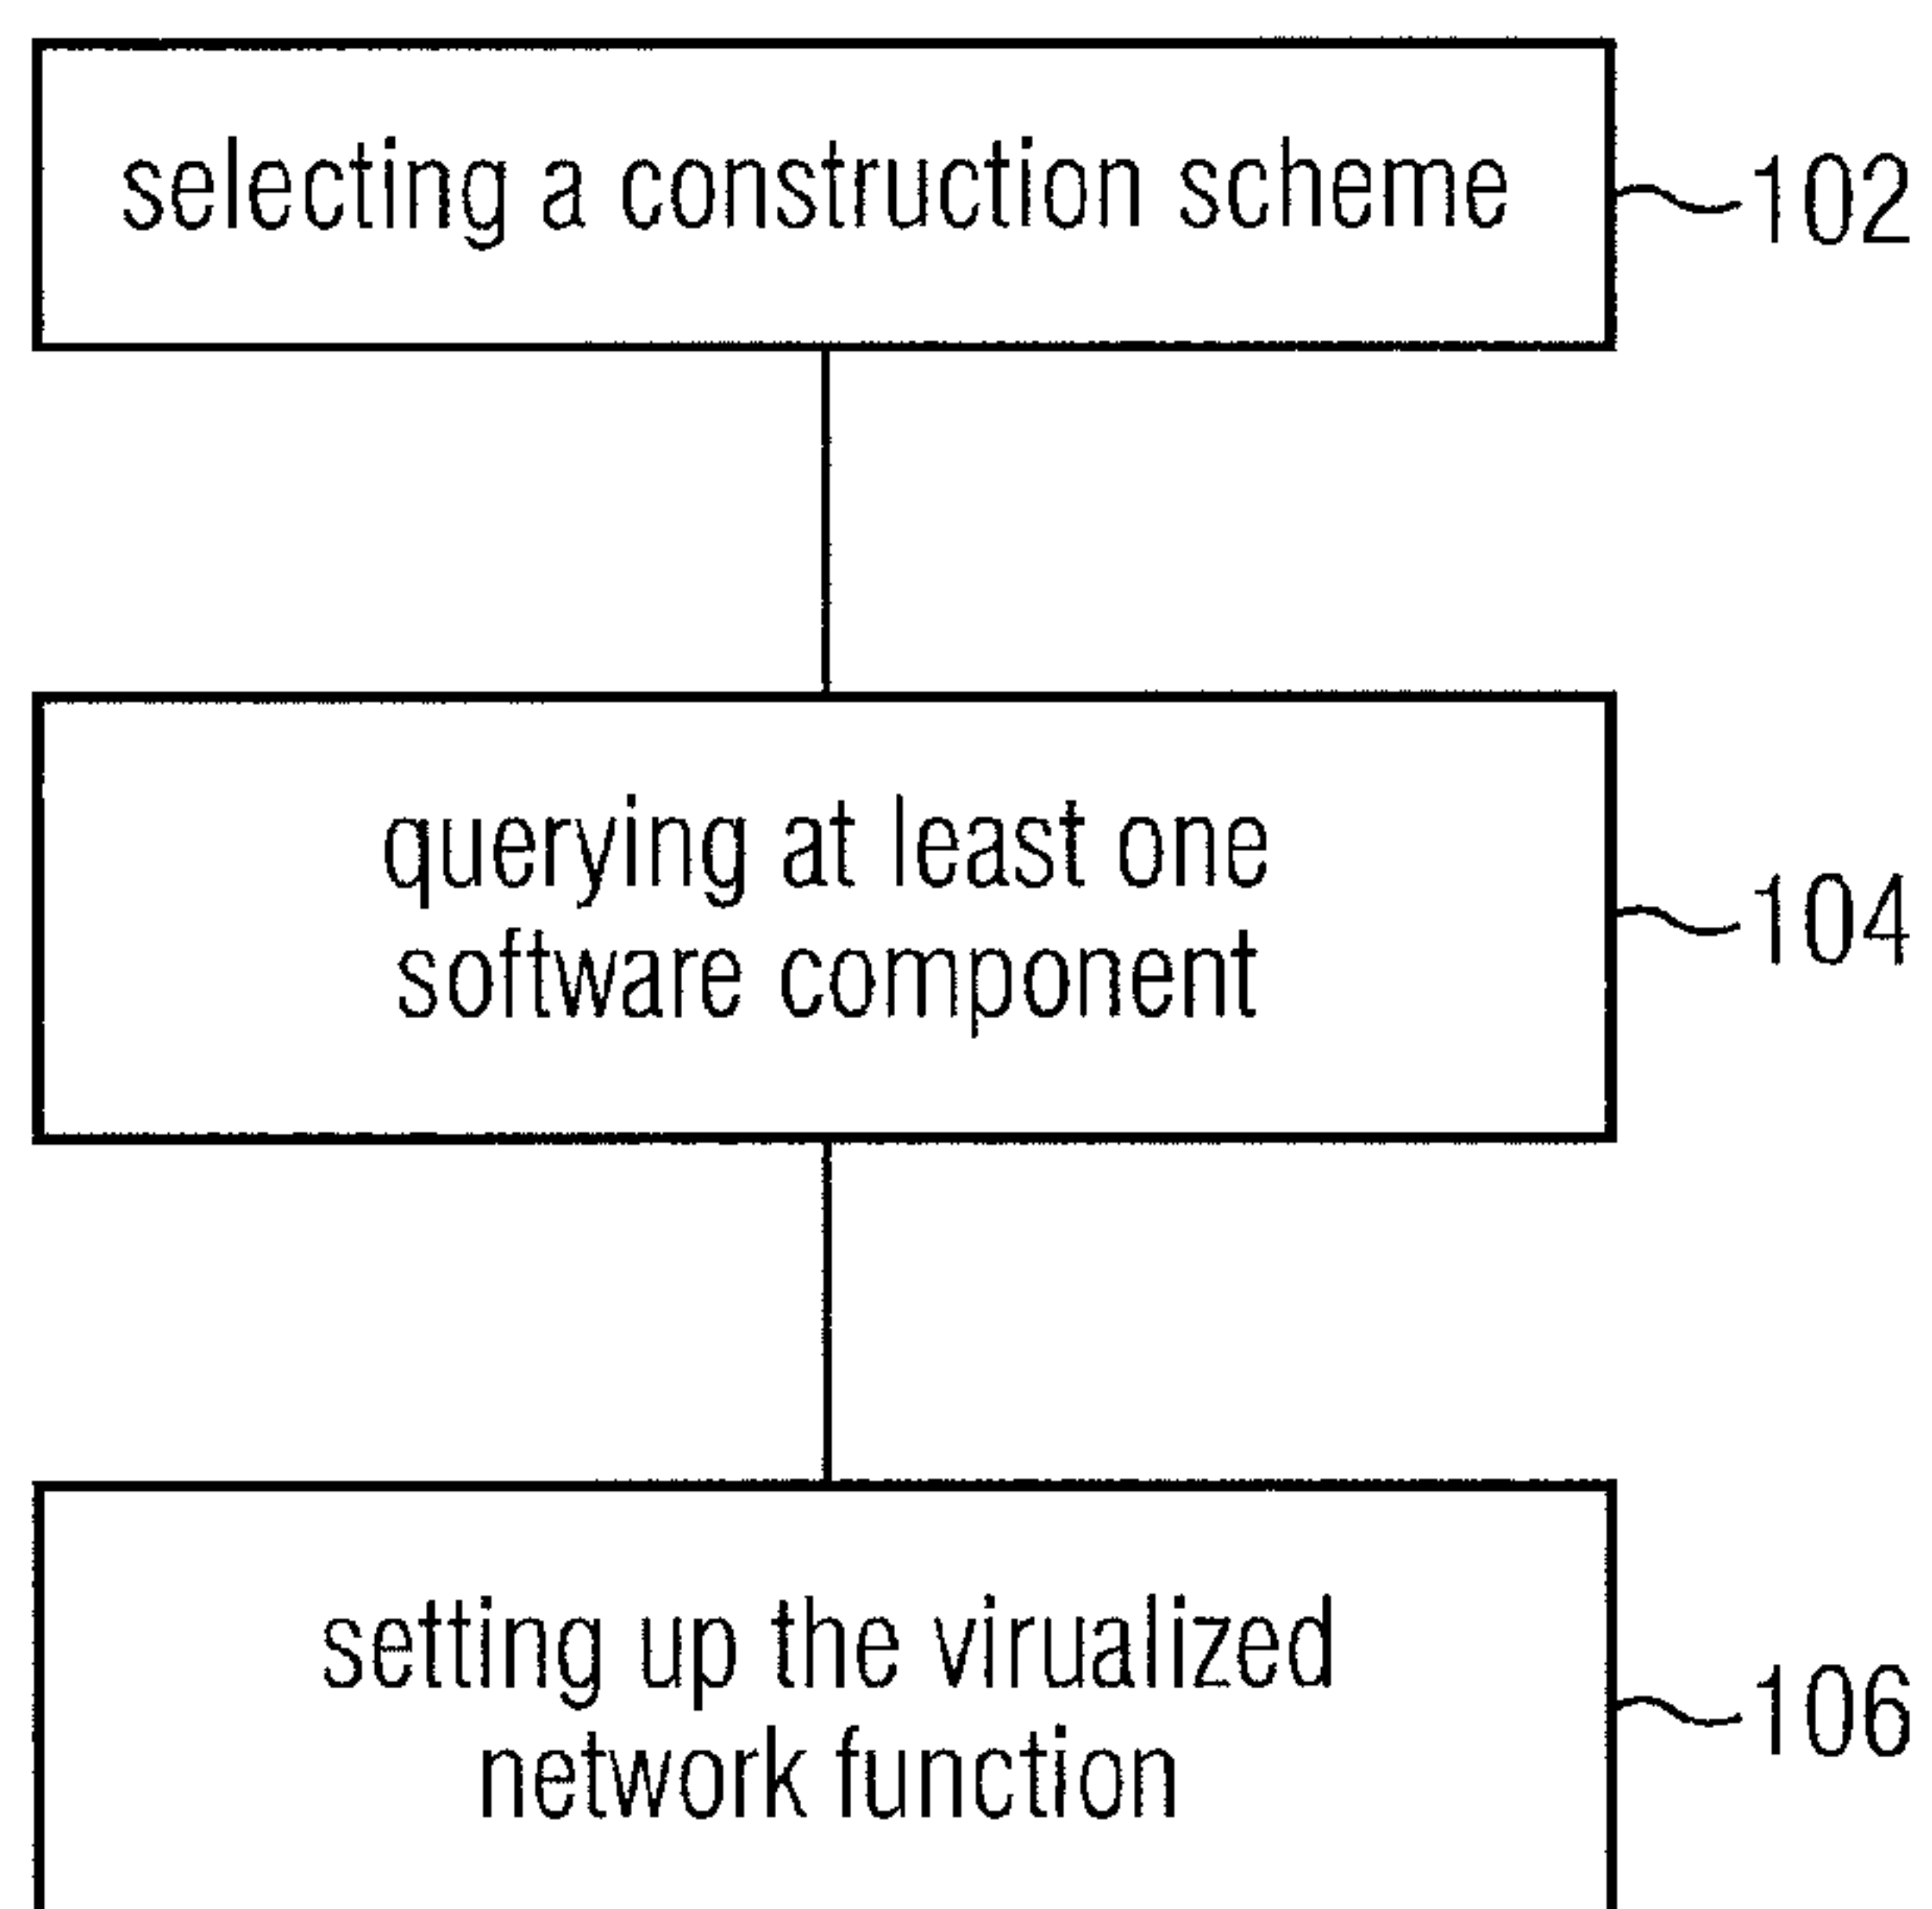 selecting a construction scheme
102
querying at least one
software component
104
setting up the virualized
network function
106